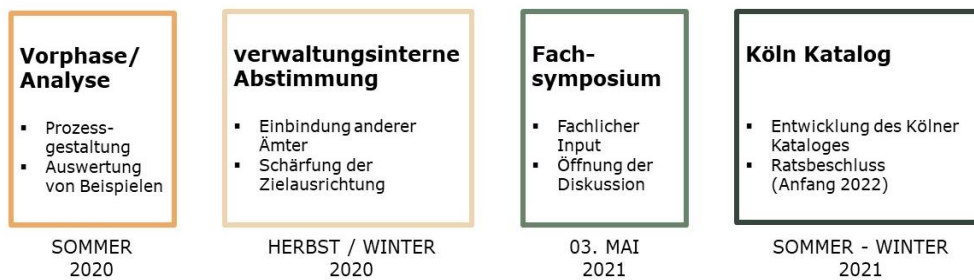 Vorphase/
Analyse
▪ Prozess-
gestaltung
▪ Auswertung
von Beispielen
SOMMER
2020
verwaltungsinterne
Abstimmung
▪ Einbindung anderer
Ämter
▪ Schärfung der
Zielausrichtung
HERBST / WINTER
2020
Fach-
symposium
▪ Fachlicher
Input
▪ Öffnung der
Diskussion
03. MAI
2021
Köln Katalog
▪ Entwicklung des Kölner
Kataloges
▪ Ratsbeschluss
(Anfang 2022)
SOMMER - WINTER
2021